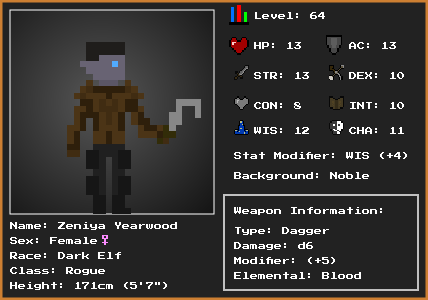 Level: 64
HP: 13 AC: 13
STR: 13 DEX: 10
CON: 8 INT: 10
WIS: 12 CHA: 11
Stat Modifier: WIS (+4)
Background: Noble
Weapon Information:
Type: Dagger
Damage: d6
Modifier: (+5)
Elemental: Blood
Name: Zeniya Yearwood
Sex: Female♀
Race: Dark Elf
Class: Rogue
Height: 171cm (5'7")